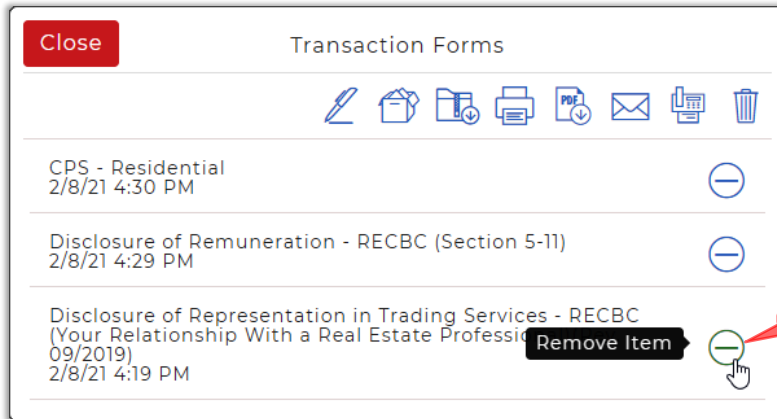 Close
Transaction Forms
PDF
CPS - Residential
2/8/21 4:30 PM
Disclosure of Remuneration - RECBC (Section 5-11)
2/8/21 4:29 PM
Disclosure of Representation in Trading Services - RECBC
(Your Relationship With a Real Estate
Remove Item
09/2019)
2/8/21 4:19 PM